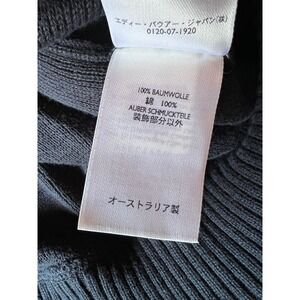 エディー・バウアー・ジャパン(株)
0120-07-1920
100% BAUMWOLLE
綿 100%
AUBER SCHMUCKTEILE
装飾部分以外
オーストラリア製